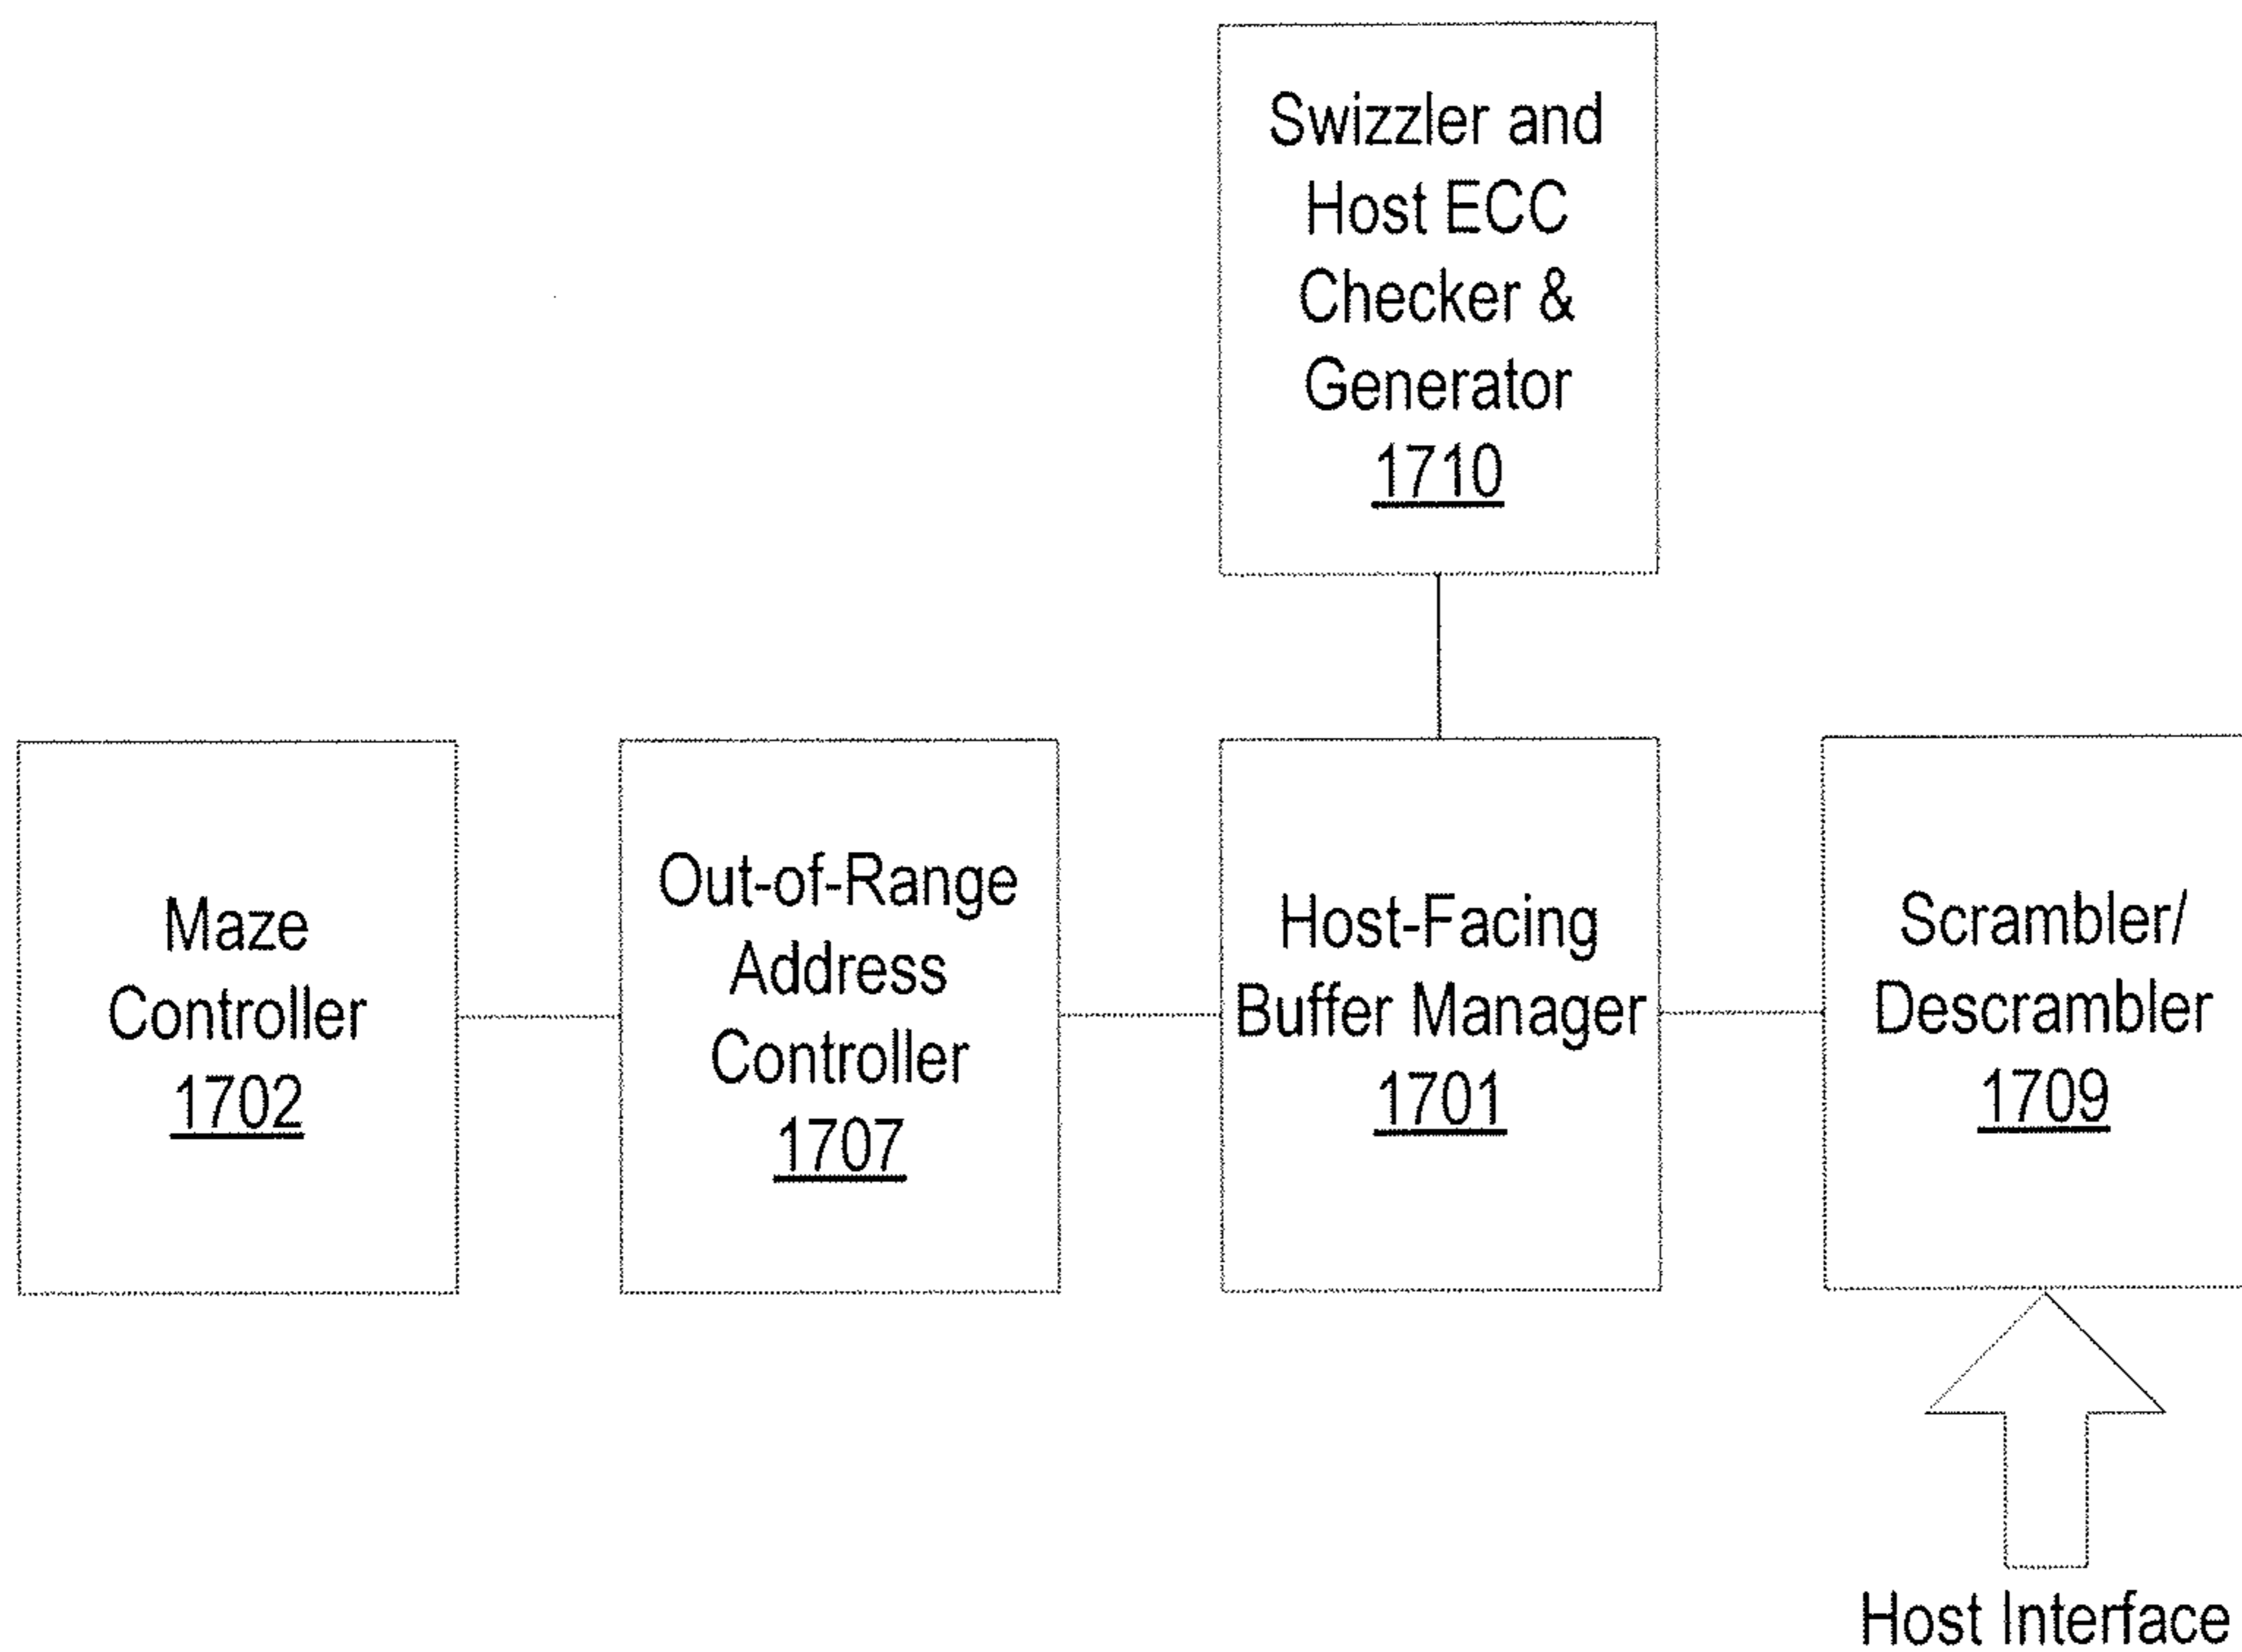 Swizzler and
Host ECC
Checker &
Generator
1710
Maze
Controller
1702
Out-of-Range
Address
Controller
1707
Host-Facing
Buffer Manager
1701
Scrambler/
Descrambler
1709
Host Interface